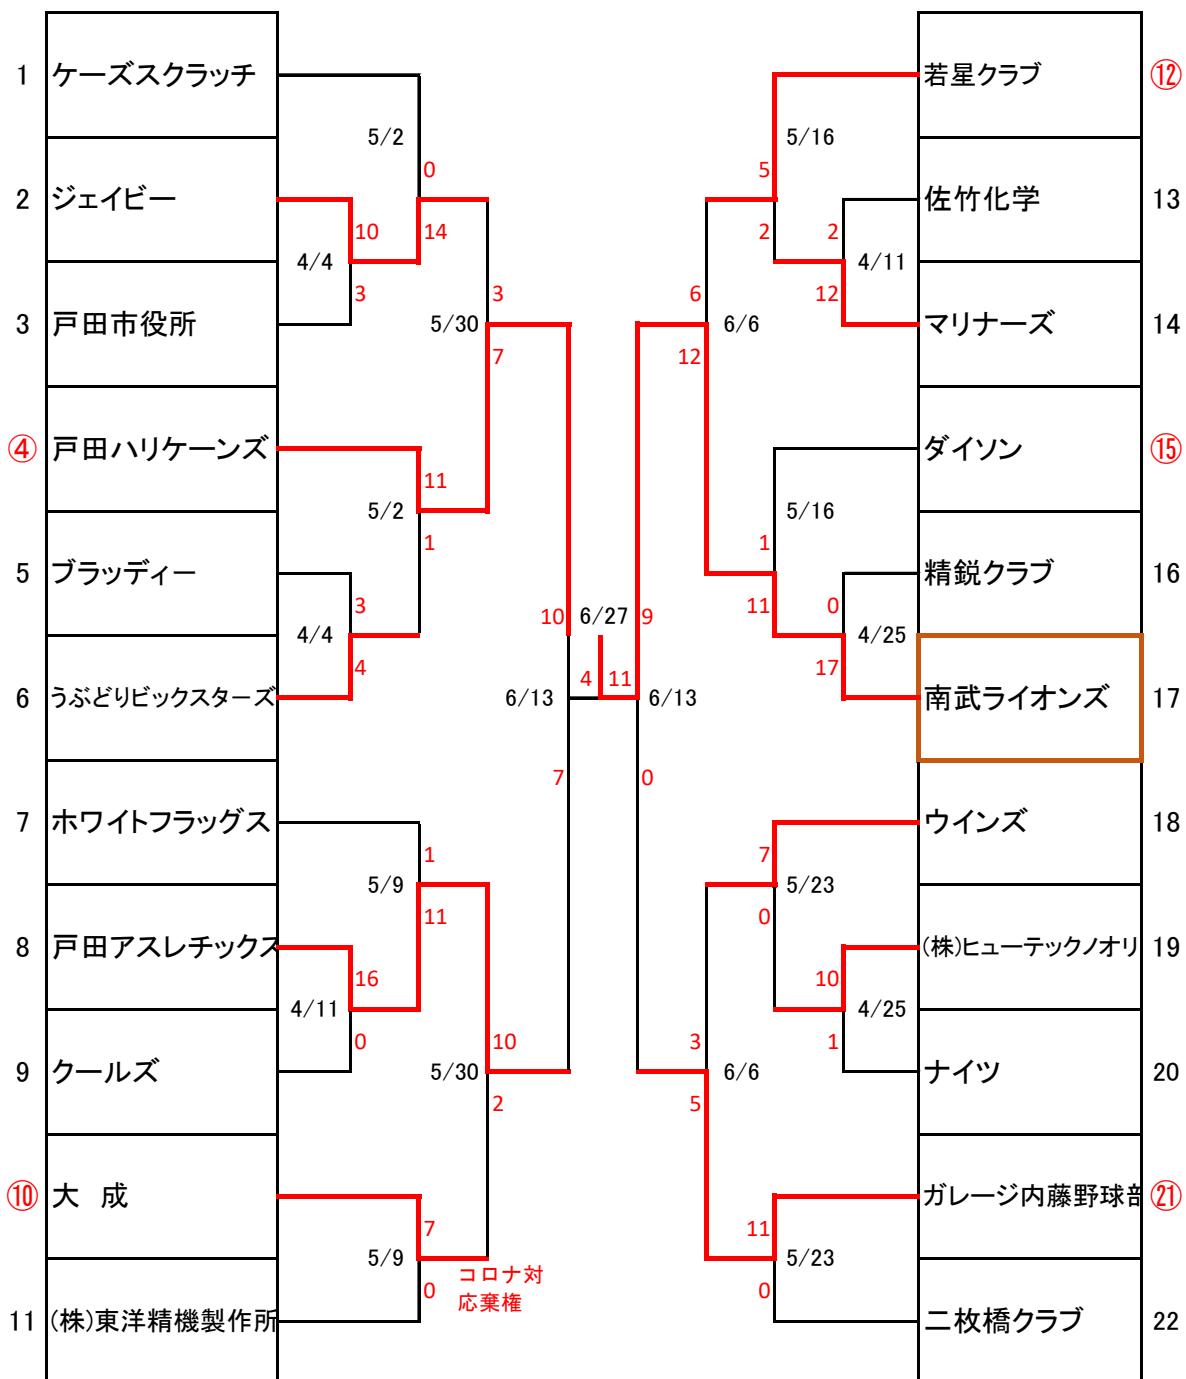 1 ケーズスクラッチ
若星クラブ ⑫
5/2
5/16
0
5
2 ジェイビー
佐竹化学 13
10
14
2
2
4/4
4/11
3
3
6
12
3 戸田市役所
5/30
6/6
マリナーズ 14
7
12
④ 戸田ハリケーンズ
ダイソン ⑮
11
5/2
5/16
1
1
5 ブラッディー
精鋭クラブ 16
3
10
6/27
9
11
0
4/4
4/25
4
4
11
17
6 うぶどりビックスターズ
6/13
6/13
南武ライオンズ 17
7
0
7 ホワイトフラッグス
ウインズ 18
1
7
5/9
5/23
11
0
8 戸田アスレチックス
(株)ヒューテックノオリ 19
16
10
4/11
4/25
0
10
3
1
9 クールズ
5/30
6/6
ナイツ 20
2
5
⑩ 大 成
ガレージ内藤野球部 ㉑
7
11
5/9
5/23
コロナ対
応棄権
0
0
11 (株)東洋精機製作所
二枚橋クラブ 22